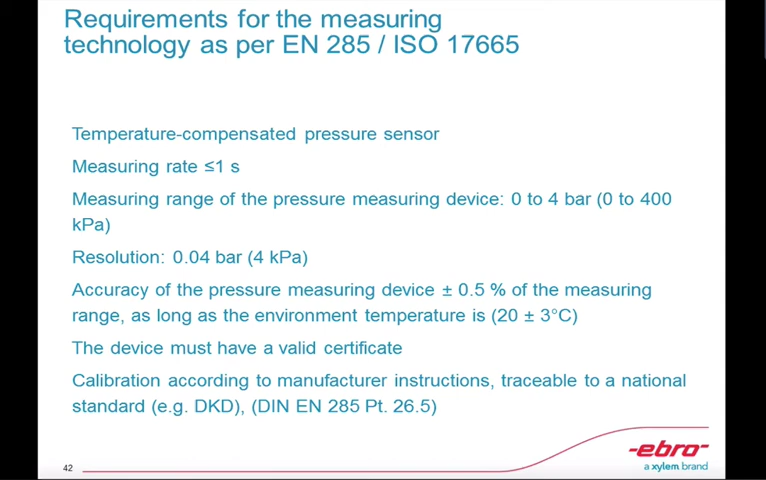 Requirements for the measuring
technology as per EN 285 / ISO 17665
Temperature-compensated pressure sensor
Measuring rate ≤1 s
Measuring range of the pressure measuring device: 0 to 4 bar (0 to 400
kPa)
Resolution: 0.04 bar (4 kPa)
Accuracy of the pressure measuring device ± 0.5 % of the measuring
range, as long as the environment temperature is (20 ± 3°C)
The device must have a valid certificate
Calibration according to manufacturer instructions, traceable to a national
standard (e.g. DKD), (DIN EN 285 Pt. 26.5)
-ebro-
a xylem brand
42